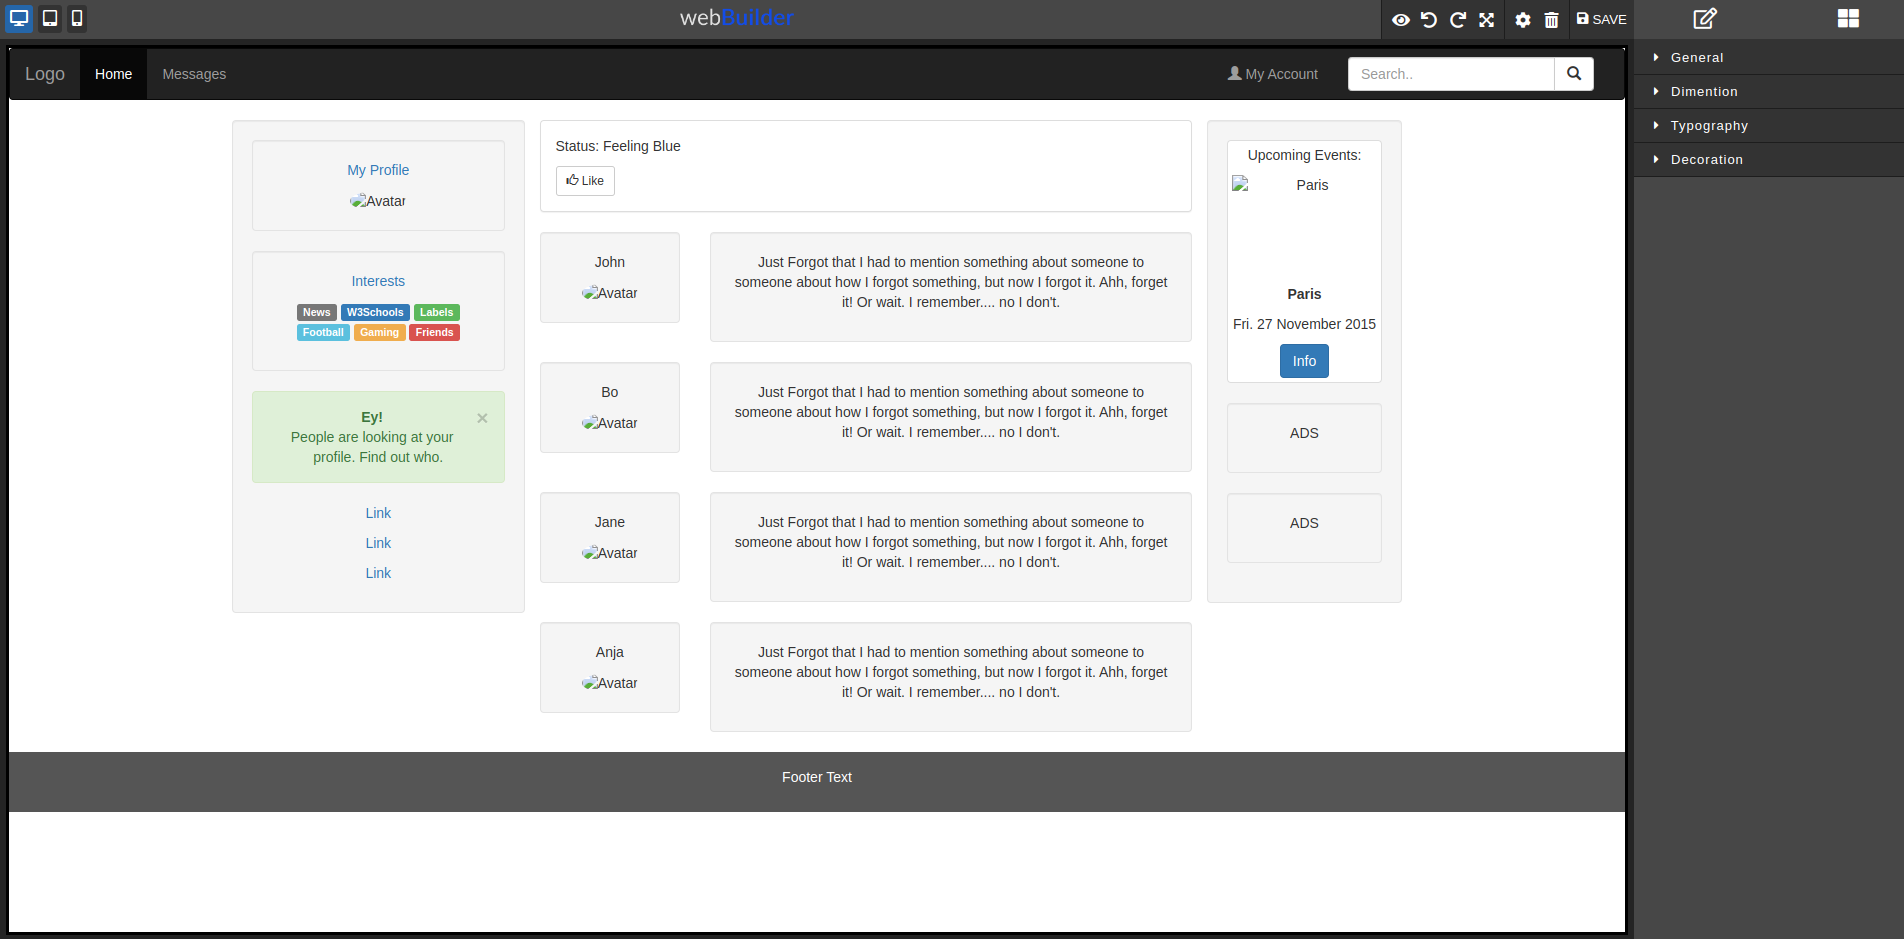 webBuilder
SAVE
Logo
Home
Messages
My Account
Search..
General
Dimention
Typography
Decoration
My Profile
Avatar
Interests
News W3Schools Labels
Football Gaming Friends
×
Ey!
People are looking at your
profile. Find out who.
Link
Link
Link
Status: Feeling Blue
Like
John
Avatar
Just Forgot that I had to mention something about someone to
someone about how I forgot something, but now I forgot it. Ahh, forget
it! Or wait. I remember.... no I don't.
Bo
Avatar
Just Forgot that I had to mention something about someone to
someone about how I forgot something, but now I forgot it. Ahh, forget
it! Or wait. I remember.... no I don't.
Jane
Avatar
Just Forgot that I had to mention something about someone to
someone about how I forgot something, but now I forgot it. Ahh, forget
it! Or wait. I remember.... no I don't.
Anja
Avatar
Just Forgot that I had to mention something about someone to
someone about how I forgot something, but now I forgot it. Ahh, forget
it! Or wait. I remember.... no I don't.
Upcoming Events:
Paris
Paris
Fri. 27 November 2015
Info
ADS
ADS
Footer Text